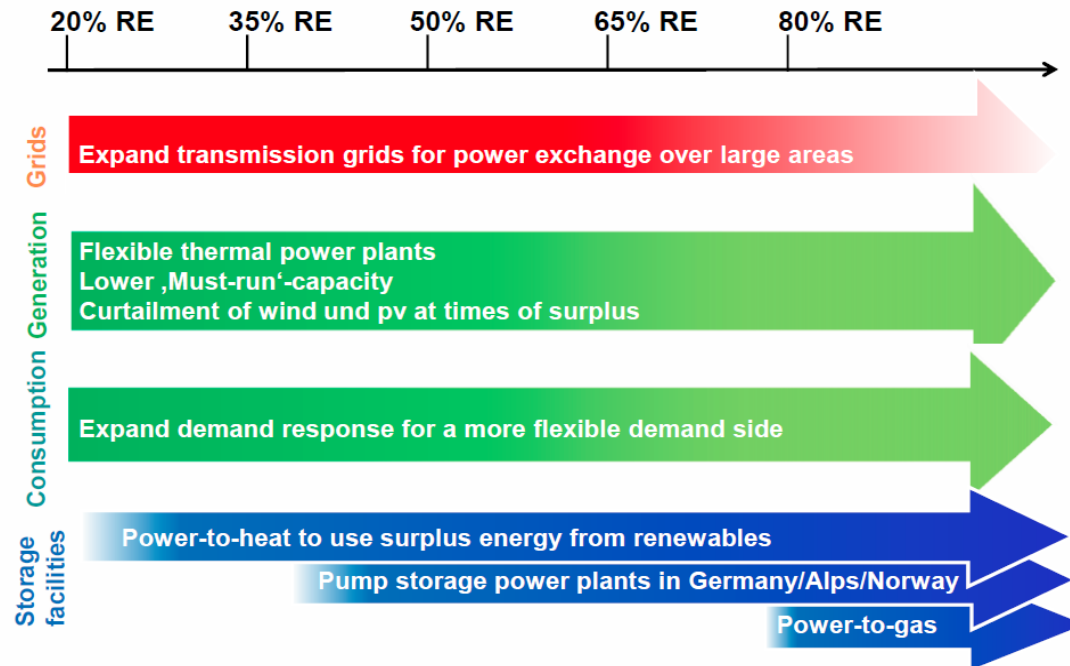 20% RE 35% RE 50% RE 65% RE 80% RE
Grids
Expand transmission grids for power exchange over large areas
Generation
Flexible thermal power plants
Lower ‚Must-run‘-capacity
Curtailment of wind und pv at times of surplus
Consumption
Expand demand response for a more flexible demand side
Storage
facilities
Power-to-heat to use surplus energy from renewables
Pump storage power plants in Germany/Alps/Norway
Power-to-gas